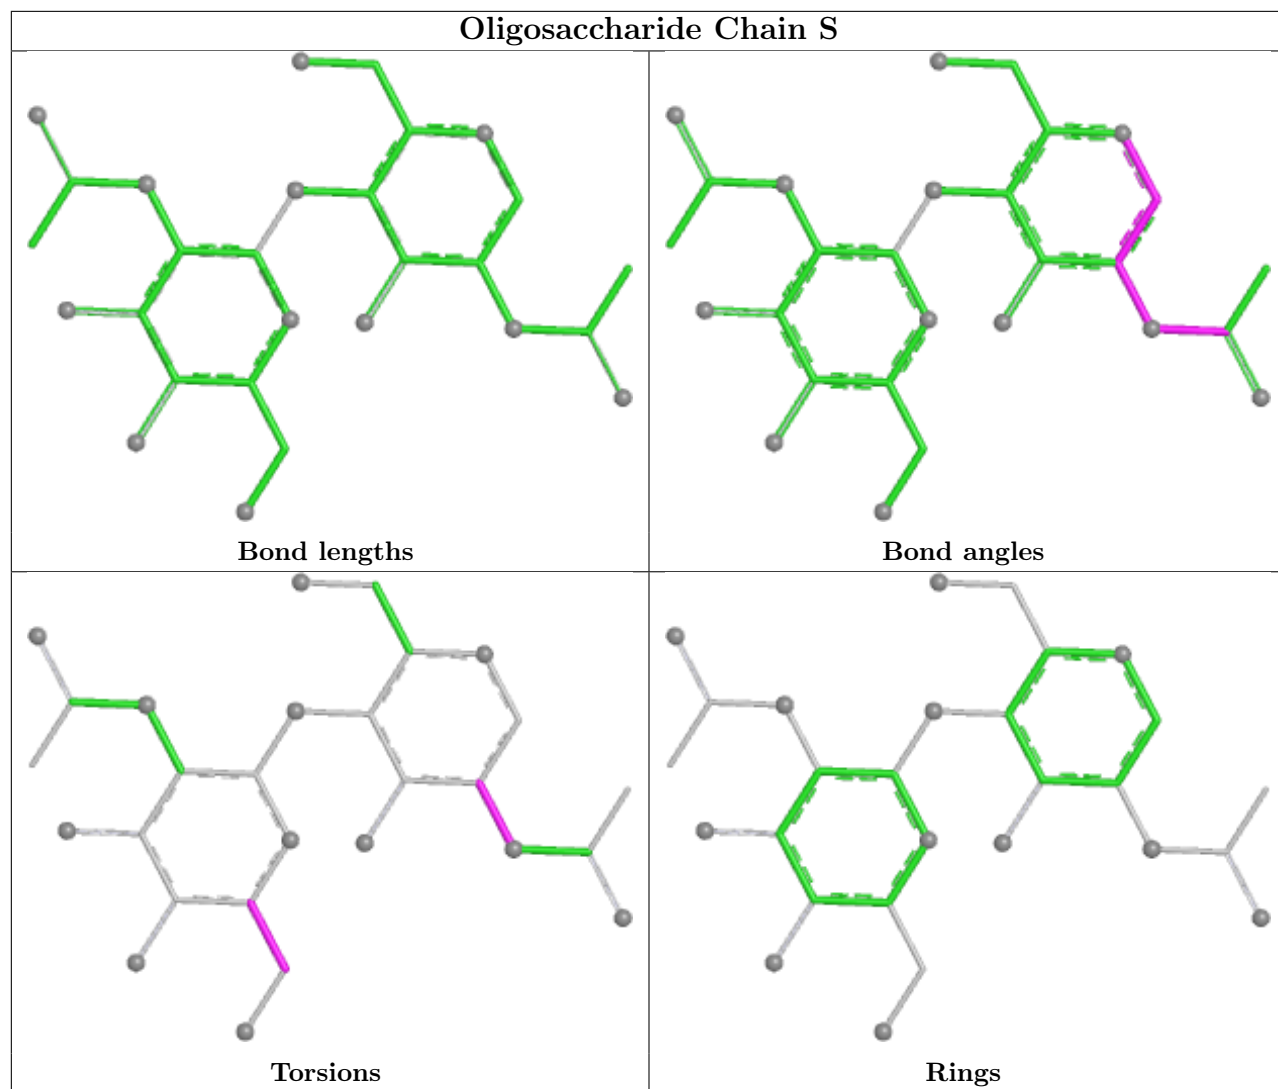 Oligosaccharide Chain S
Bond lengths
Bond angles
Torsions
Rings